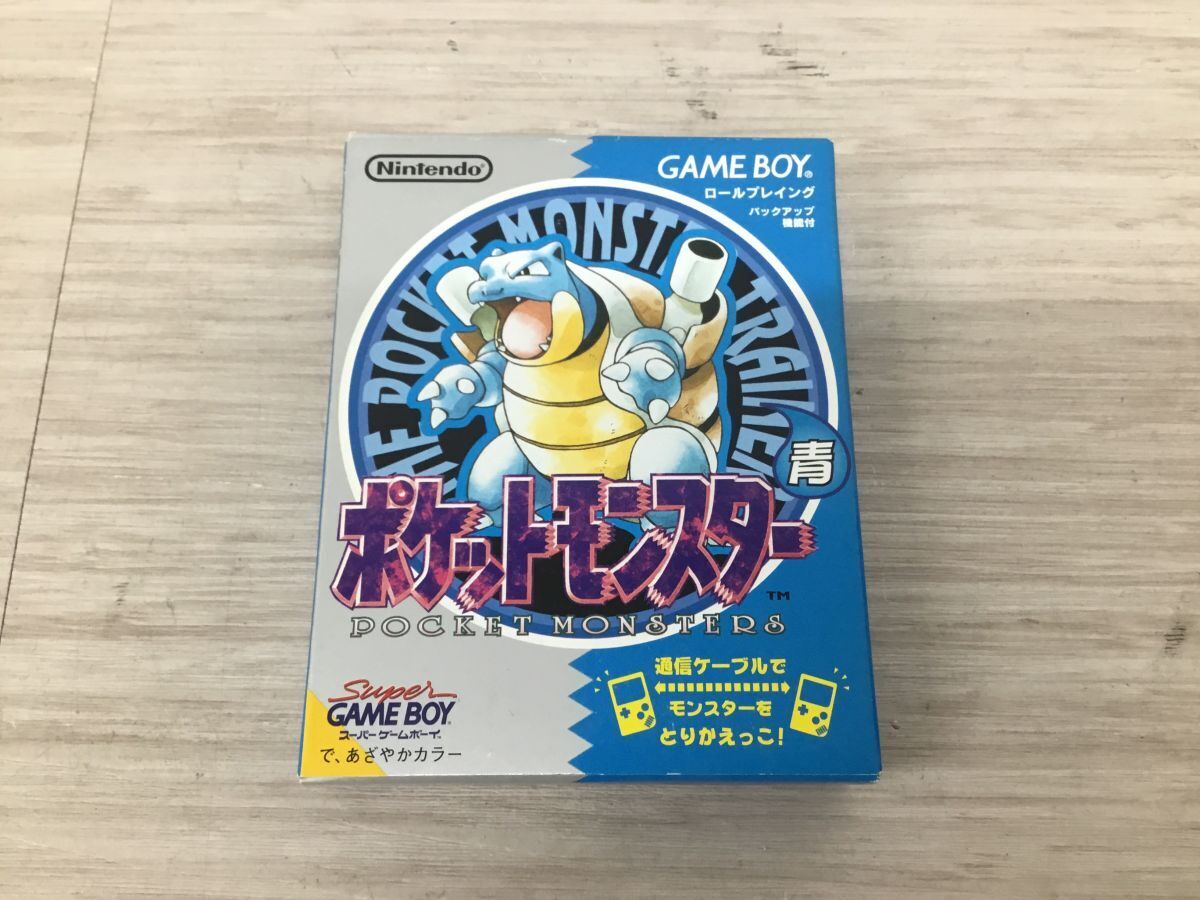 Nintendo®
GAME BOY®
ロールプレイング
バックアップ
機能付
POCKET MONSTE TRAINE
青
ポケットモンスター
TM
POCKET MONSTERS
Super
GAME BOY®
スーパーゲームボーイ®
で、あざやかカラー
通信ケーブルで
モンスターを
とりかえっこ!